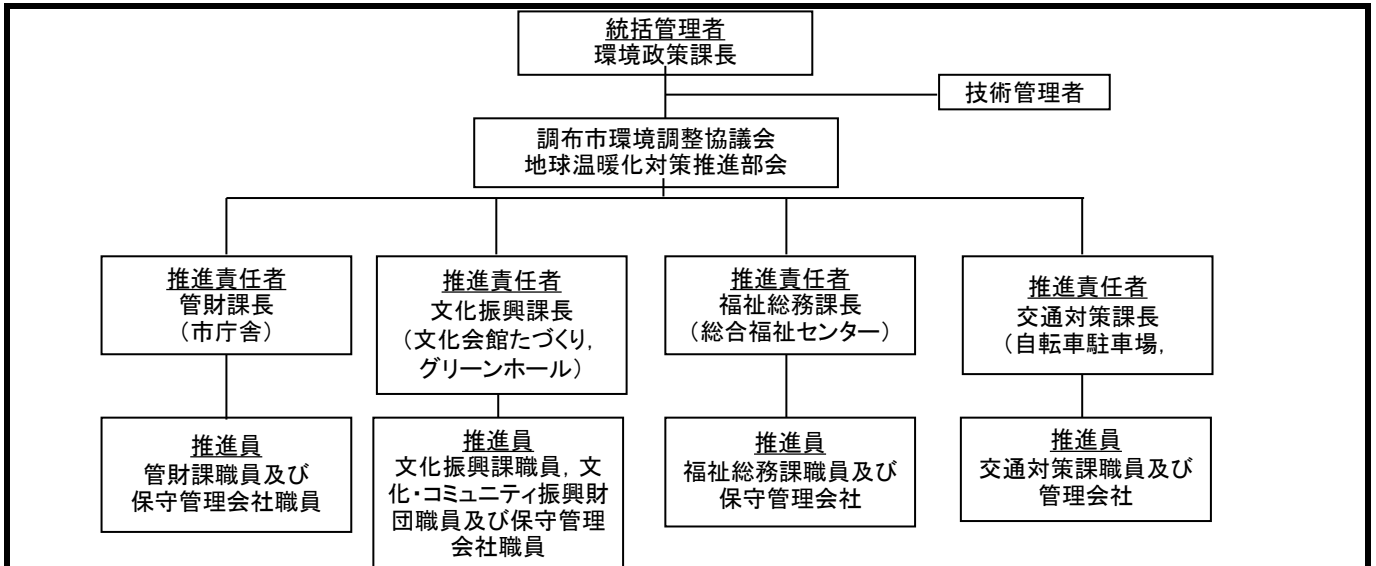 統括管理者
環境政策課長
技術管理者
調布市環境調整協議会
地球温暖化対策推進部会
推進責任者
管財課長
（市庁舎）
推進責任者
文化振興課長
（文化会館たづくり，
グリーンホール）
推進責任者
福祉総務課長
（総合福祉センター）
推進責任者
交通対策課長
（自転車駐車場，
推進員
管財課職員及び
保守管理会社職員
推進員
文化振興課職員，文
化・コミュニティ振興財
団職員及び保守管理
会社職員
推進員
福祉総務課職員及び
保守管理会社
推進員
交通対策課職員及び
管理会社